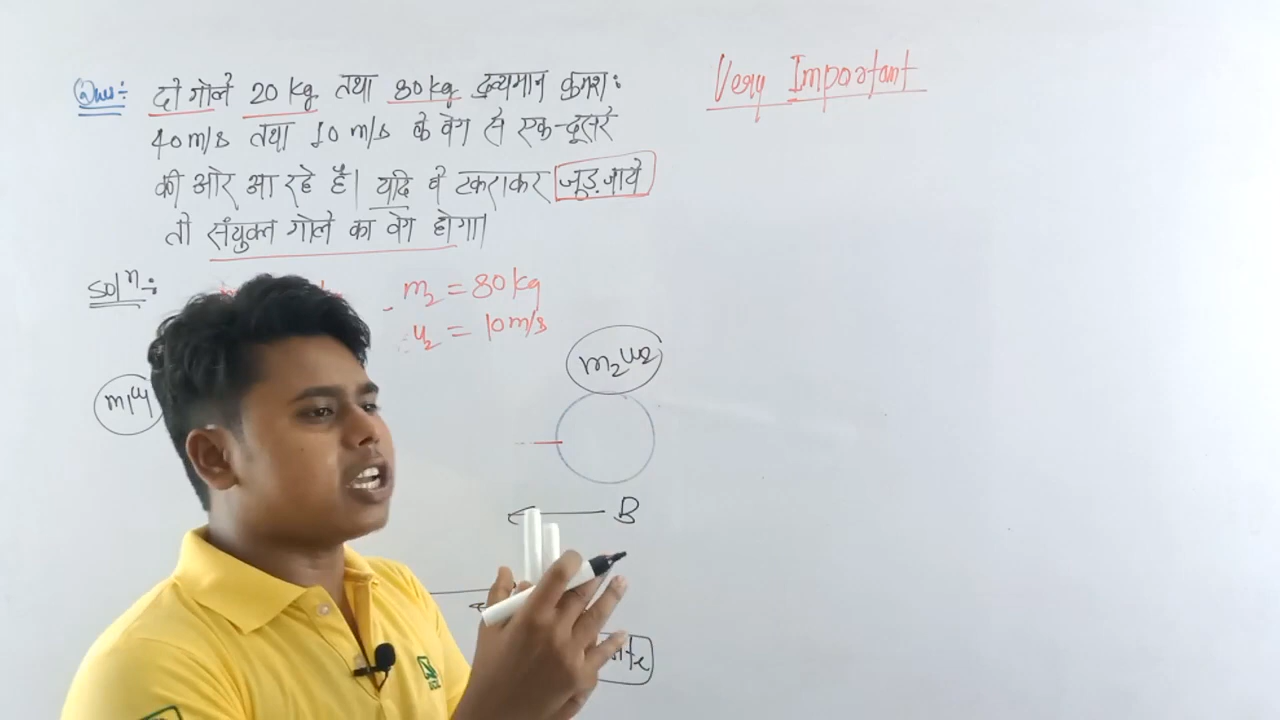 Ques:-
दो गोले 20 kg तथा 80 kg द्रव्यमान क्रमश:
40 m/s तथा 10 m/s के वेग से एक-दूसरे
की ओर आ रहे है। यदि वे टकराकर जूड़ जाये
तो संयुक्त गोले का वेग होगा।
Very Important
Solⁿ:-
m₂ = 80 kg
u₂ = 10 m/s
m₁u₁
m₂u₂
B